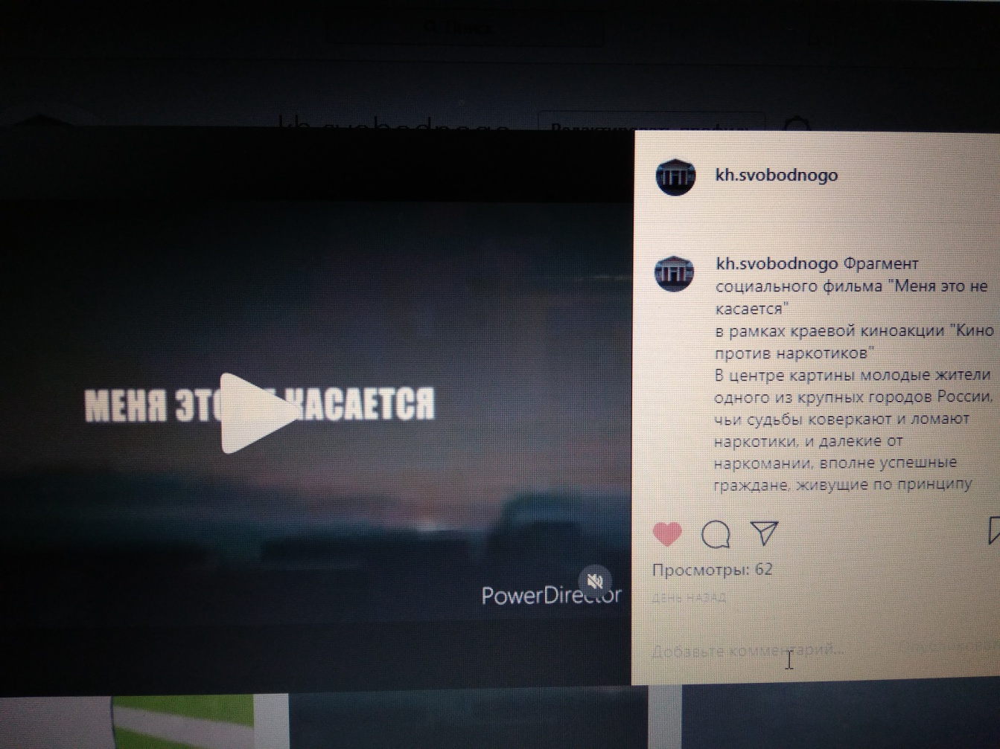 Поиск
kh.svobodnogo
Редактировать профиль
kh.svobodnogo
kh.svobodnogo Фрагмент
социального фильма "Меня это не
касается"
в рамках краевой киноакции "Кино
против наркотиков"
В центре картины молодые жители
одного из крупных городов России,
чьи судьбы коверкают и ломают
наркотики, и далекие от
наркомании, вполне успешные
граждане, живущие по принципу
МЕНЯ ЭТО КАСАЕТСЯ
PowerDirector
Просмотры: 62
ДЕНЬ НАЗАД
Добавьте комментарий...